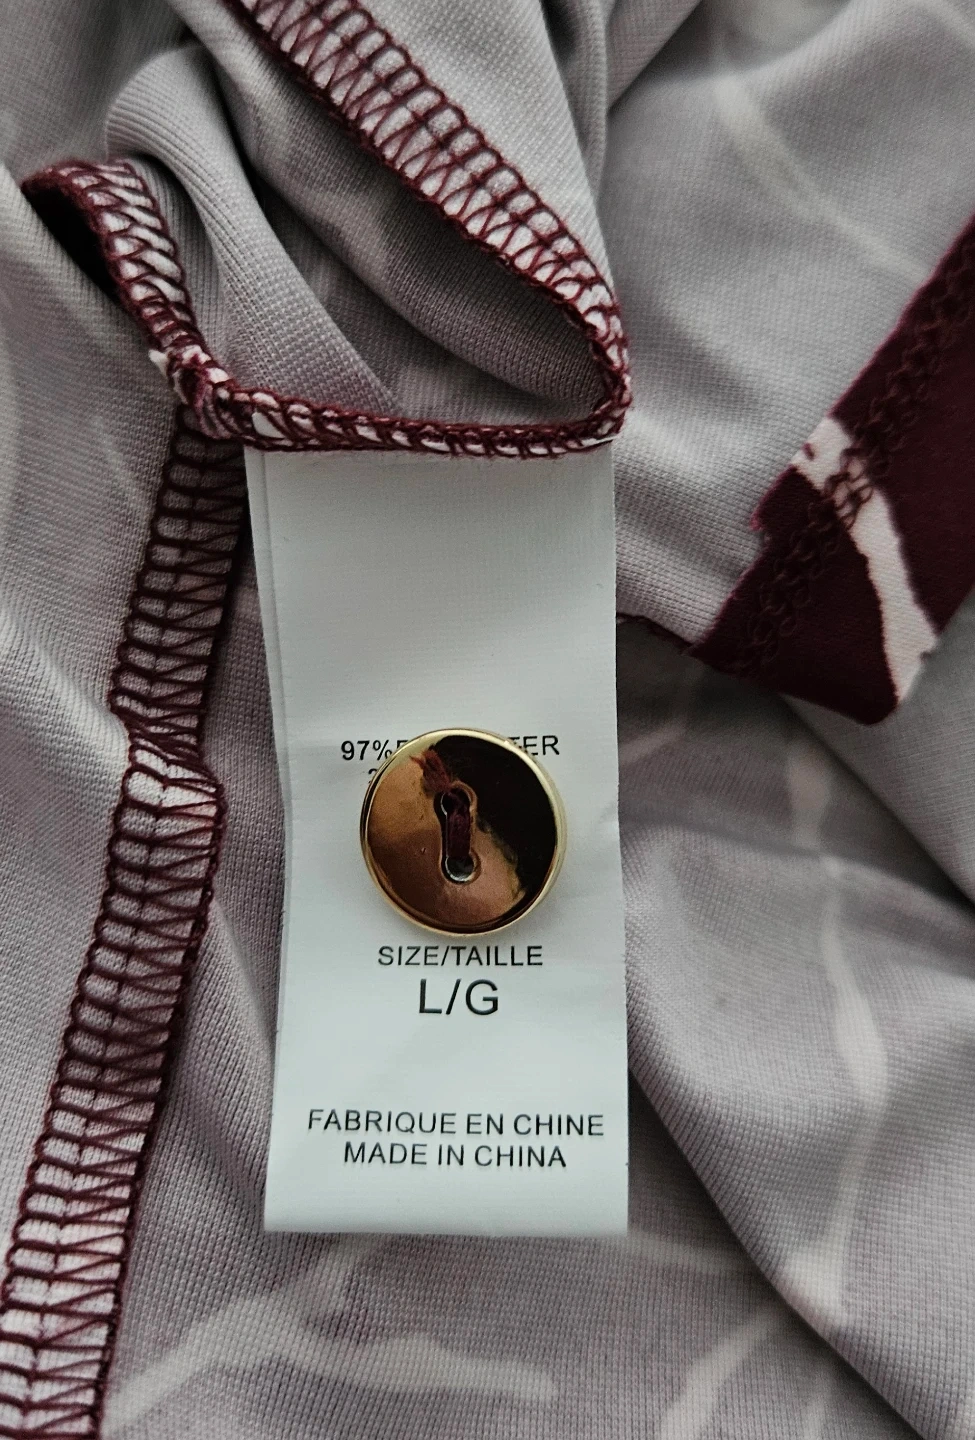 97%
SIZE/TAILLE
L/G
FABRIQUE EN CHINE
MADE IN CHINA